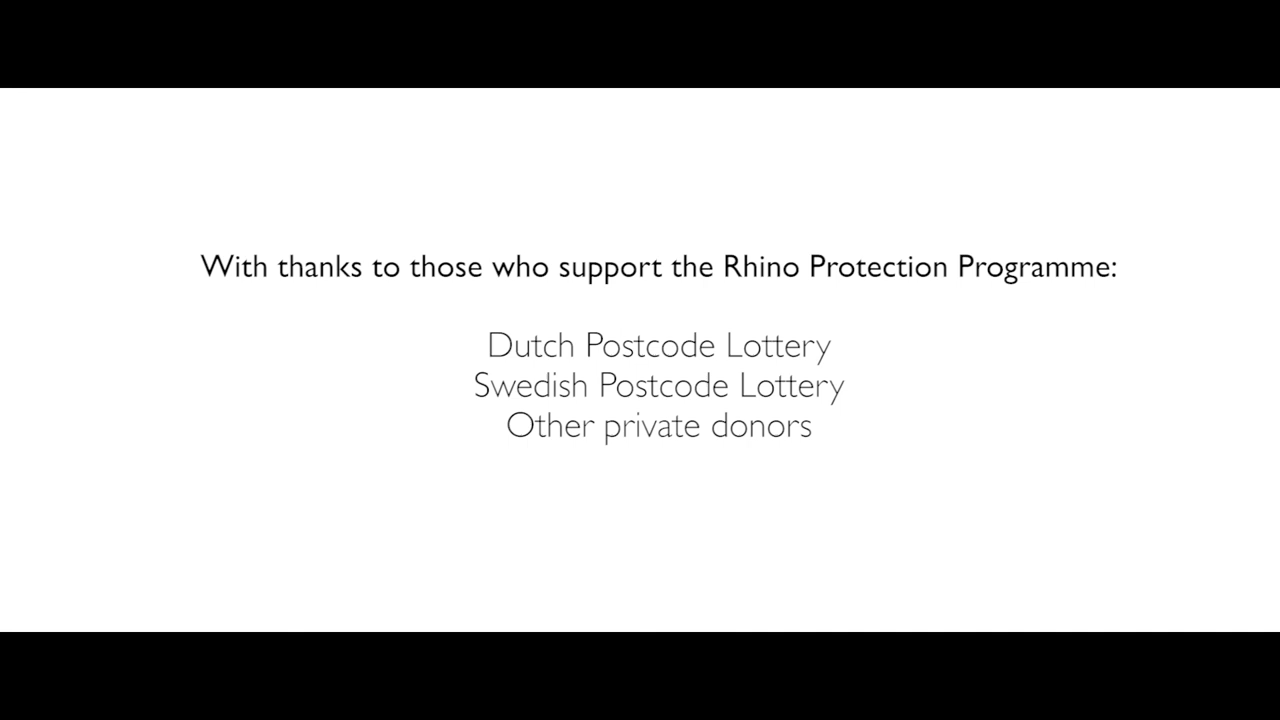 With thanks to those who support the Rhino Protection Programme:
Dutch Postcode Lottery
Swedish Postcode Lottery
Other private donors